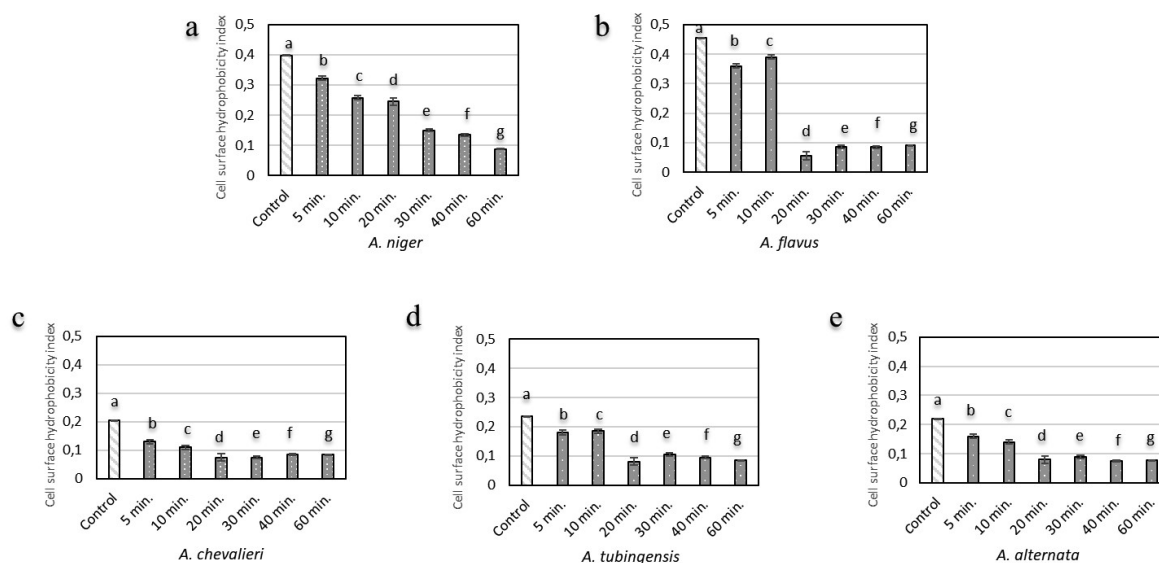 a
Cell surface hydrophobicity index
0,5
0,4
0,3
0,2
0,1
0
a
b
c
d
e
f
g
Control
5 min.
10 min.
20 min.
30 min.
40 min.
60 min.
A. niger
b
Cell surface hydrophobicity index
0,5
0,4
0,3
0,2
0,1
0
a
b
c
d
e
f
g
Control
5 min.
10 min.
20 min.
30 min.
40 min.
60 min.
A. flavus
c
Cell surface hydrophobicity index
0,5
0,4
0,3
0,2
0,1
0
a
b
c
d
e
f
g
Control
5 min.
10 min.
20 min.
30 min.
40 min.
60 min.
A. chevalieri
d
Cell surface hydrophobicity index
0,5
0,4
0,3
0,2
0,1
0
a
b
c
d
e
f
g
Control
5 min.
10 min.
20 min.
30 min.
40 min.
60 min.
A. tubingensis
e
Cell surface hydrophobicity index
0,5
0,4
0,3
0,2
0,1
0
a
b
c
d
e
f
g
Control
5 min.
10 min.
20 min.
30 min.
40 min.
60 min.
A. alternata